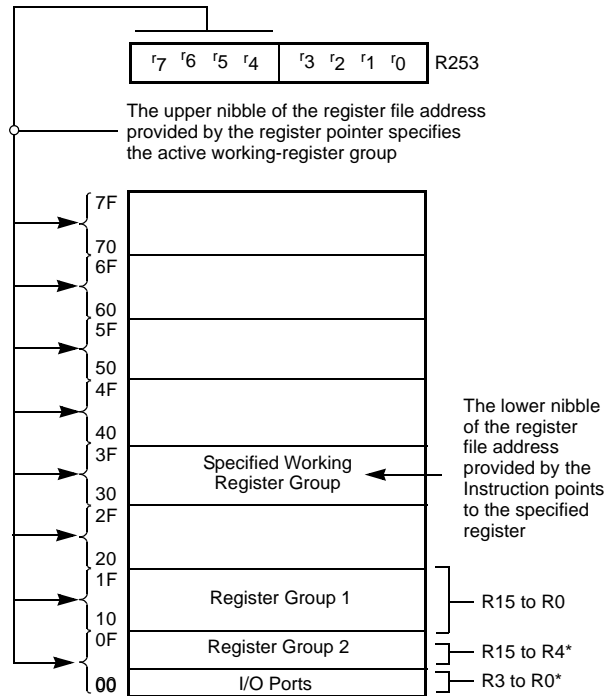 r7 r6 r5 r4 r3 r2 r1 r0 R253
The upper nibble of the register file address
provided by the register pointer specifies
the active working-register group
7F
70
6F
60
5F
50
4F
40
3F
30
2F
20
1F
10
0F
00
Specified Working
Register Group
The lower nibble
of the register
file address
provided by the
Instruction points
to the specified
register
Register Group 1
R15 to R0
Register Group 2
R15 to R4*
I/O Ports
R3 to R0*